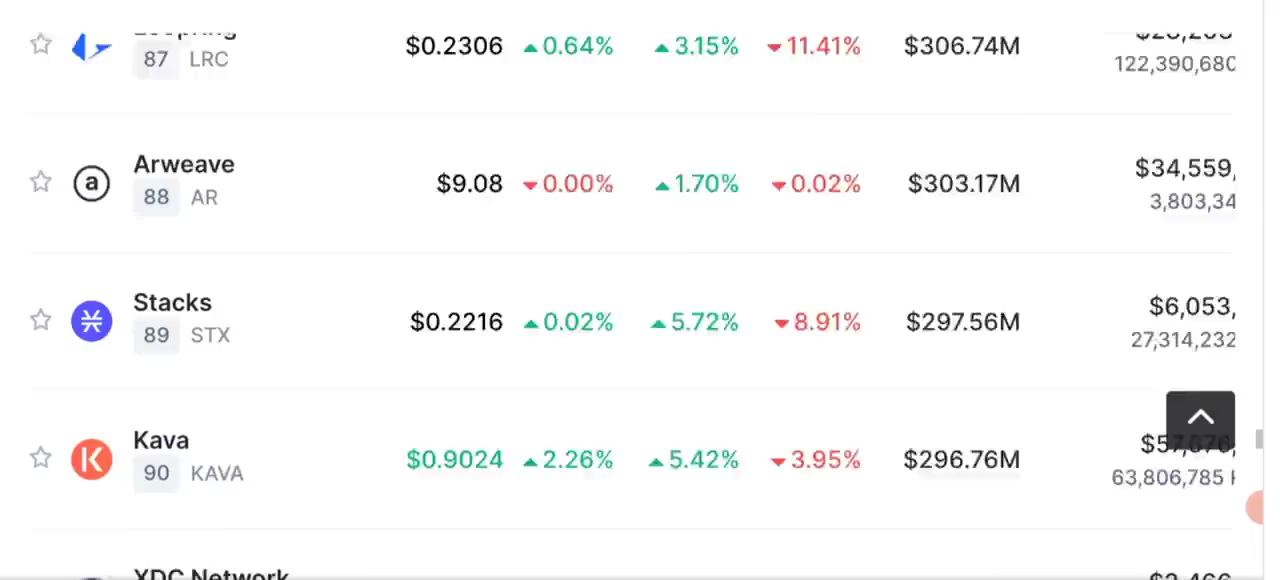 Loopring
$0.2306 0.64% 3.15% 11.41% $306.74M
87 LRC
122,390,680
Arweave
$34,559,
a $9.08 0.00% 1.70% 0.02% $303.17M
88 AR
3,803,34
Stacks
$6,053,
$0.2216 0.02% 5.72% 8.91% $297.56M
89 STX
27,314,232
Kava
$0.9024 2.26% 5.42% 3.95% $296.76M
90 KAVA
63,806,785
XDC Network